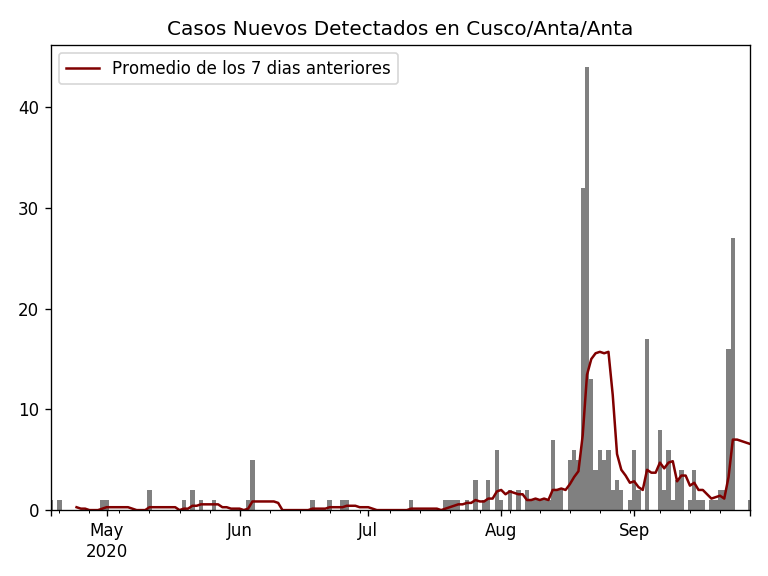 Casos Nuevos Detectados en Cusco/Anta/Anta
Promedio de los 7 dias anteriores
40
30
20
10
0
May Jun Jul Aug Sep
2020